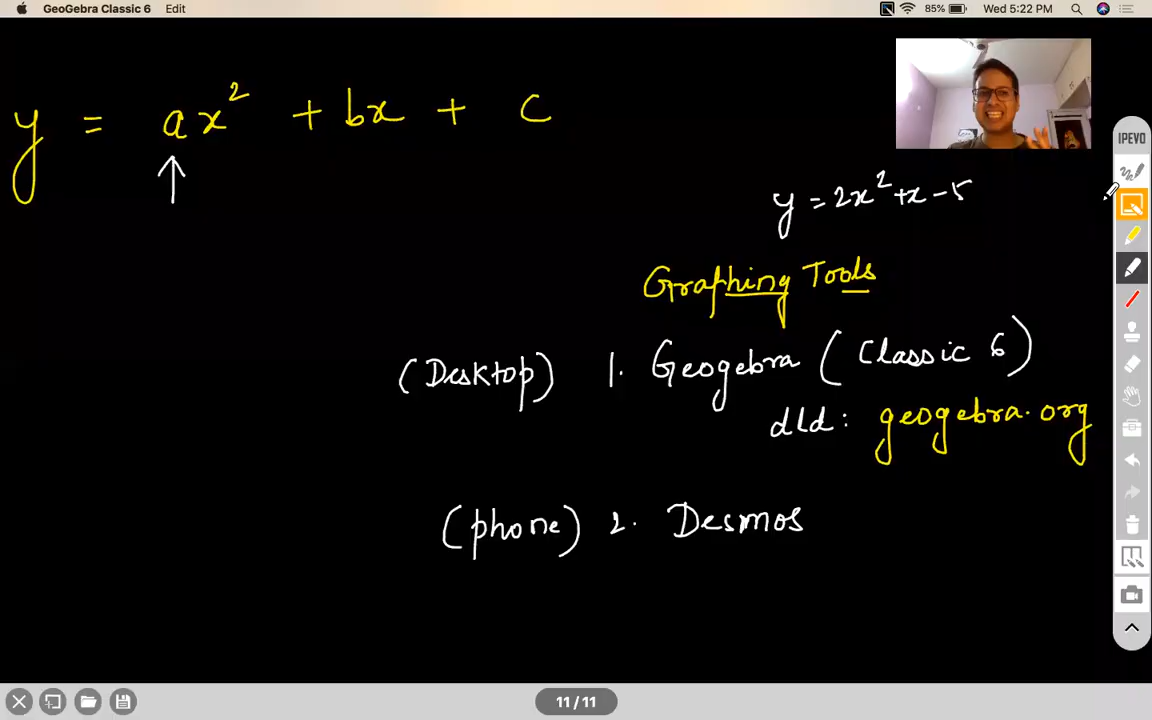 GeoGebra Classic 6 Edit 85% Wed 5:22 PM
y = ax² + bx + c
IPEVO
y = 2x² + x - 5
Graphing Tools
(Desktop) 1. Geogebra (Classic 6)
dld: geogebra.org
(phone) 2. Desmos
11/11